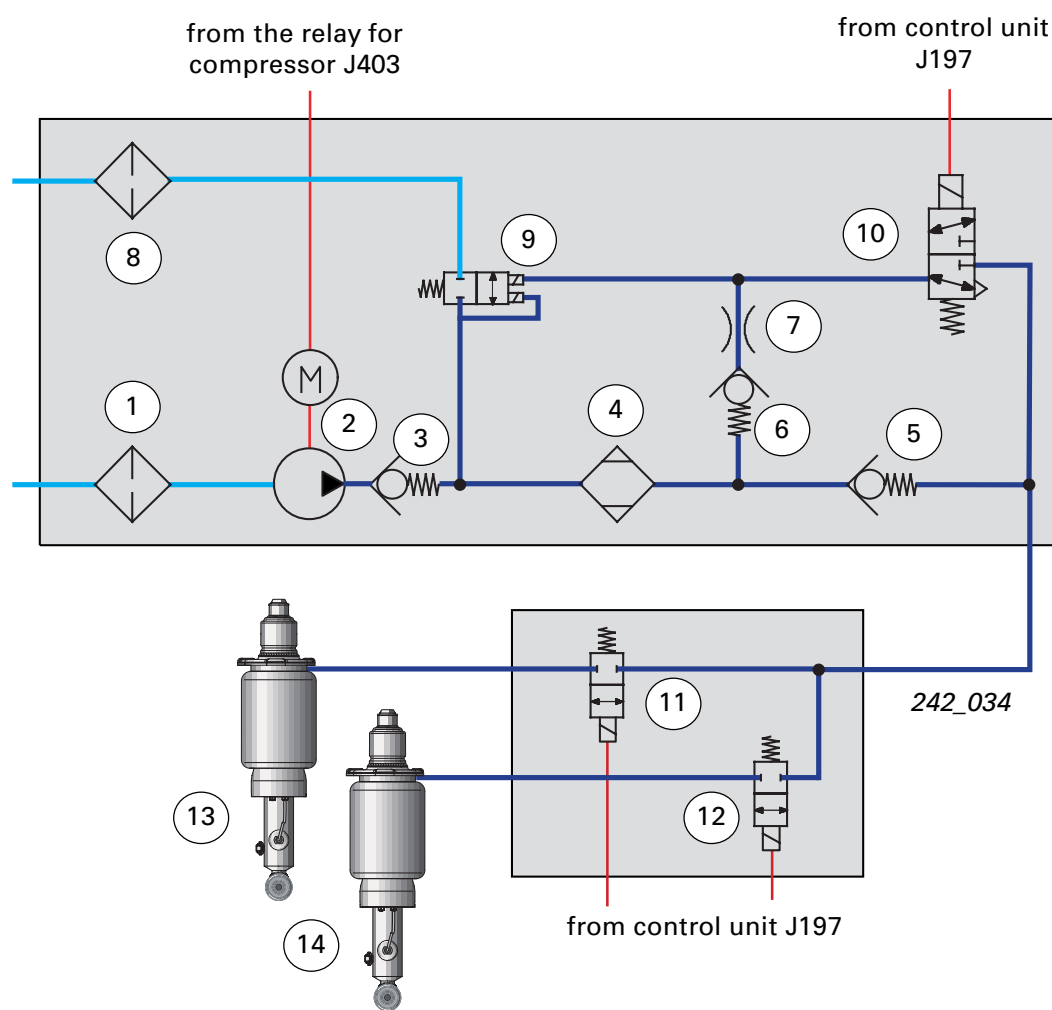 from the relay for
compressor J403
from control unit
J197
8
9
10
7
1
M
2
3
4
6
5
11
242_034
12
13
from control unit J197
14